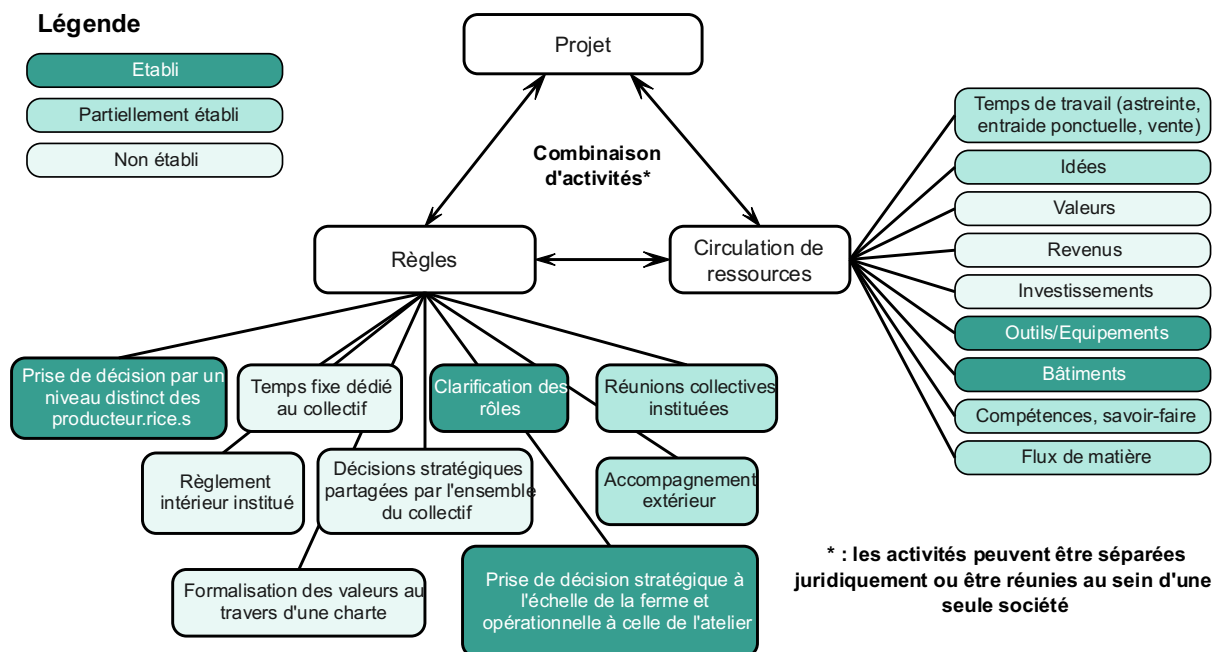 Légende
Etabli
Partiellement établi
Non établi
Projet
Combinaison
d'activités*
Règles
Circulation de
ressources
Temps de travail (astreinte,
entraide ponctuelle, vente)
Idées
Valeurs
Revenus
Investissements
Outils/Equipements
Bâtiments
Compétences, savoir-faire
Flux de matière
Prise de décision par un
niveau distinct des
producteur.rice.s
Temps fixe dédié
au collectif
Clarification des
rôles
Réunions collectives
instituées
Règlement
intérieur institué
Décisions stratégiques
partagées par l'ensemble
du collectif
Accompagnement
extérieur
Formalisation des valeurs au
travers d'une charte
Prise de décision stratégique à
l'échelle de la ferme et
opérationnelle à celle de l'atelier
* : les activités peuvent être séparées
juridiquement ou être réunies au sein d'une
seule société